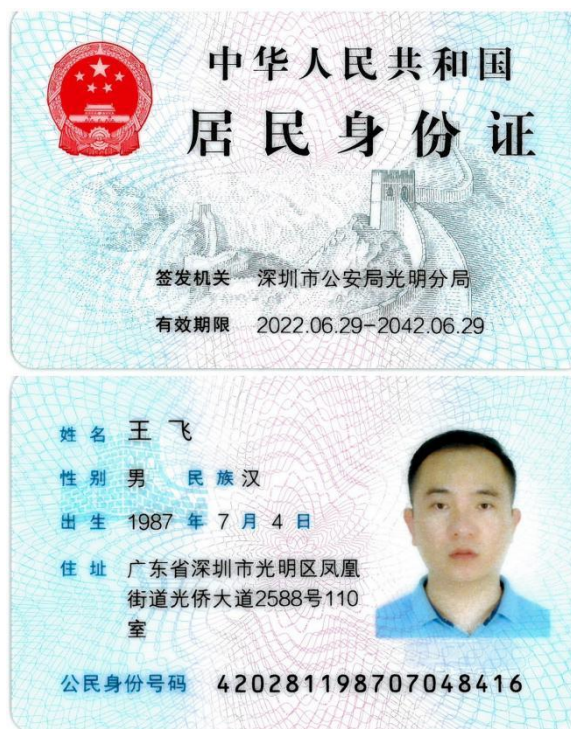 中华人民共和国
居民身份证
签发机关 深圳市公安局光明分局
有效期限 2022.06.29-2042.06.29
姓名 王飞
性别 男 民族 汉
出生 1987 年 7 月 4 日
住址 广东省深圳市光明区凤凰
街道光侨大道2588号110
室
公民身份号码 420281198707048416